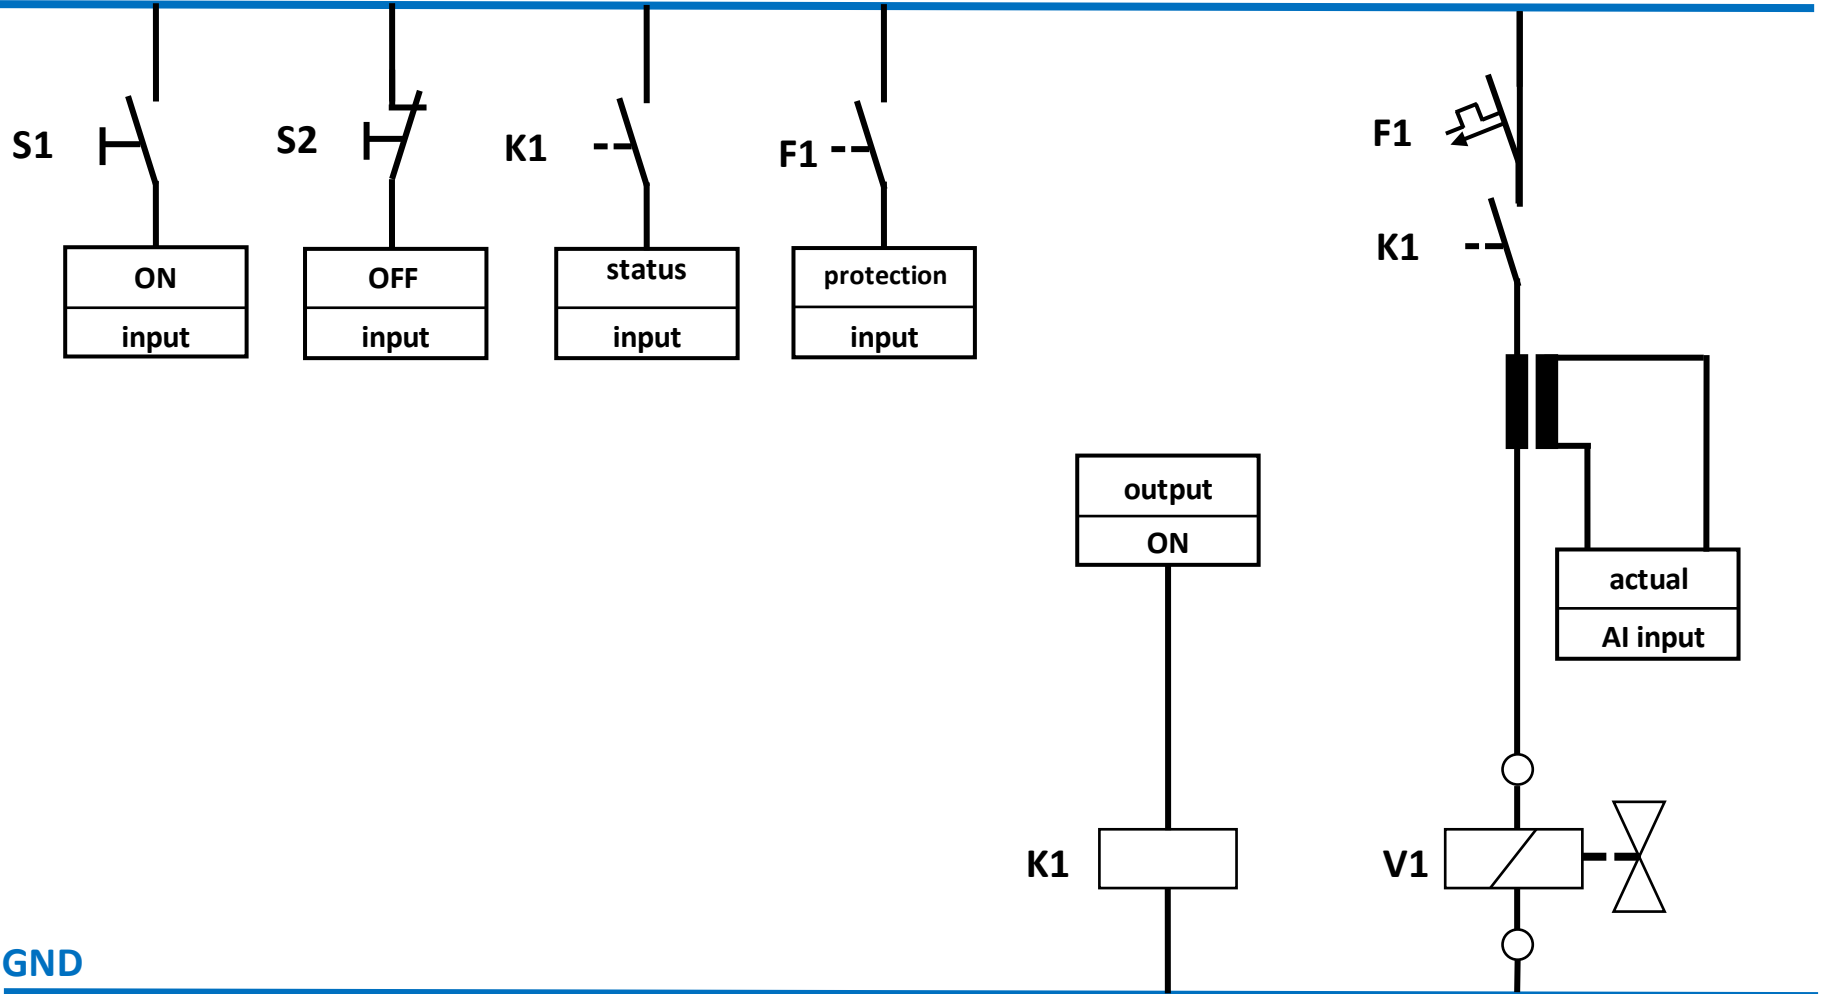 S1
S2
K1
F1
F1
K1
ON
input
OFF
input
status
input
protection
input
output
ON
actual
AI input
K1
V1
GND